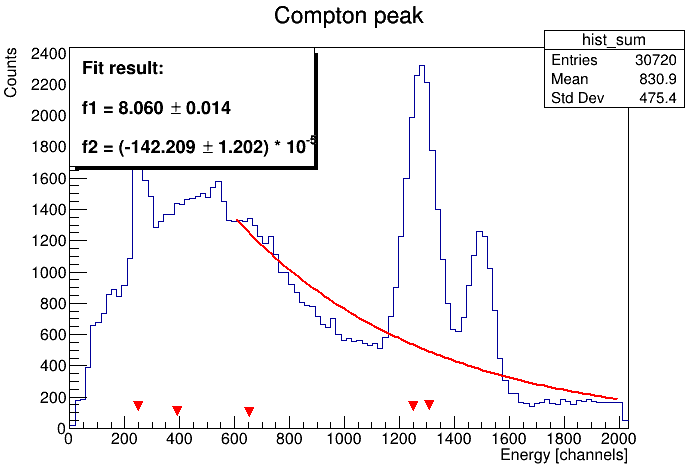 Compton peak
hist_sum
Entries 30720
Mean 830.9
Std Dev 475.4
Counts
Fit result:
f1 = 8.060 ± 0.014
f2 = (-142.209 ± 1.202) * 10^-5
2400
2200
2000
1800
1600
1400
1200
1000
800
600
400
200
0
0 200 400 600 800 1000 1200 1400 1600 1800 2000
Energy [channels]